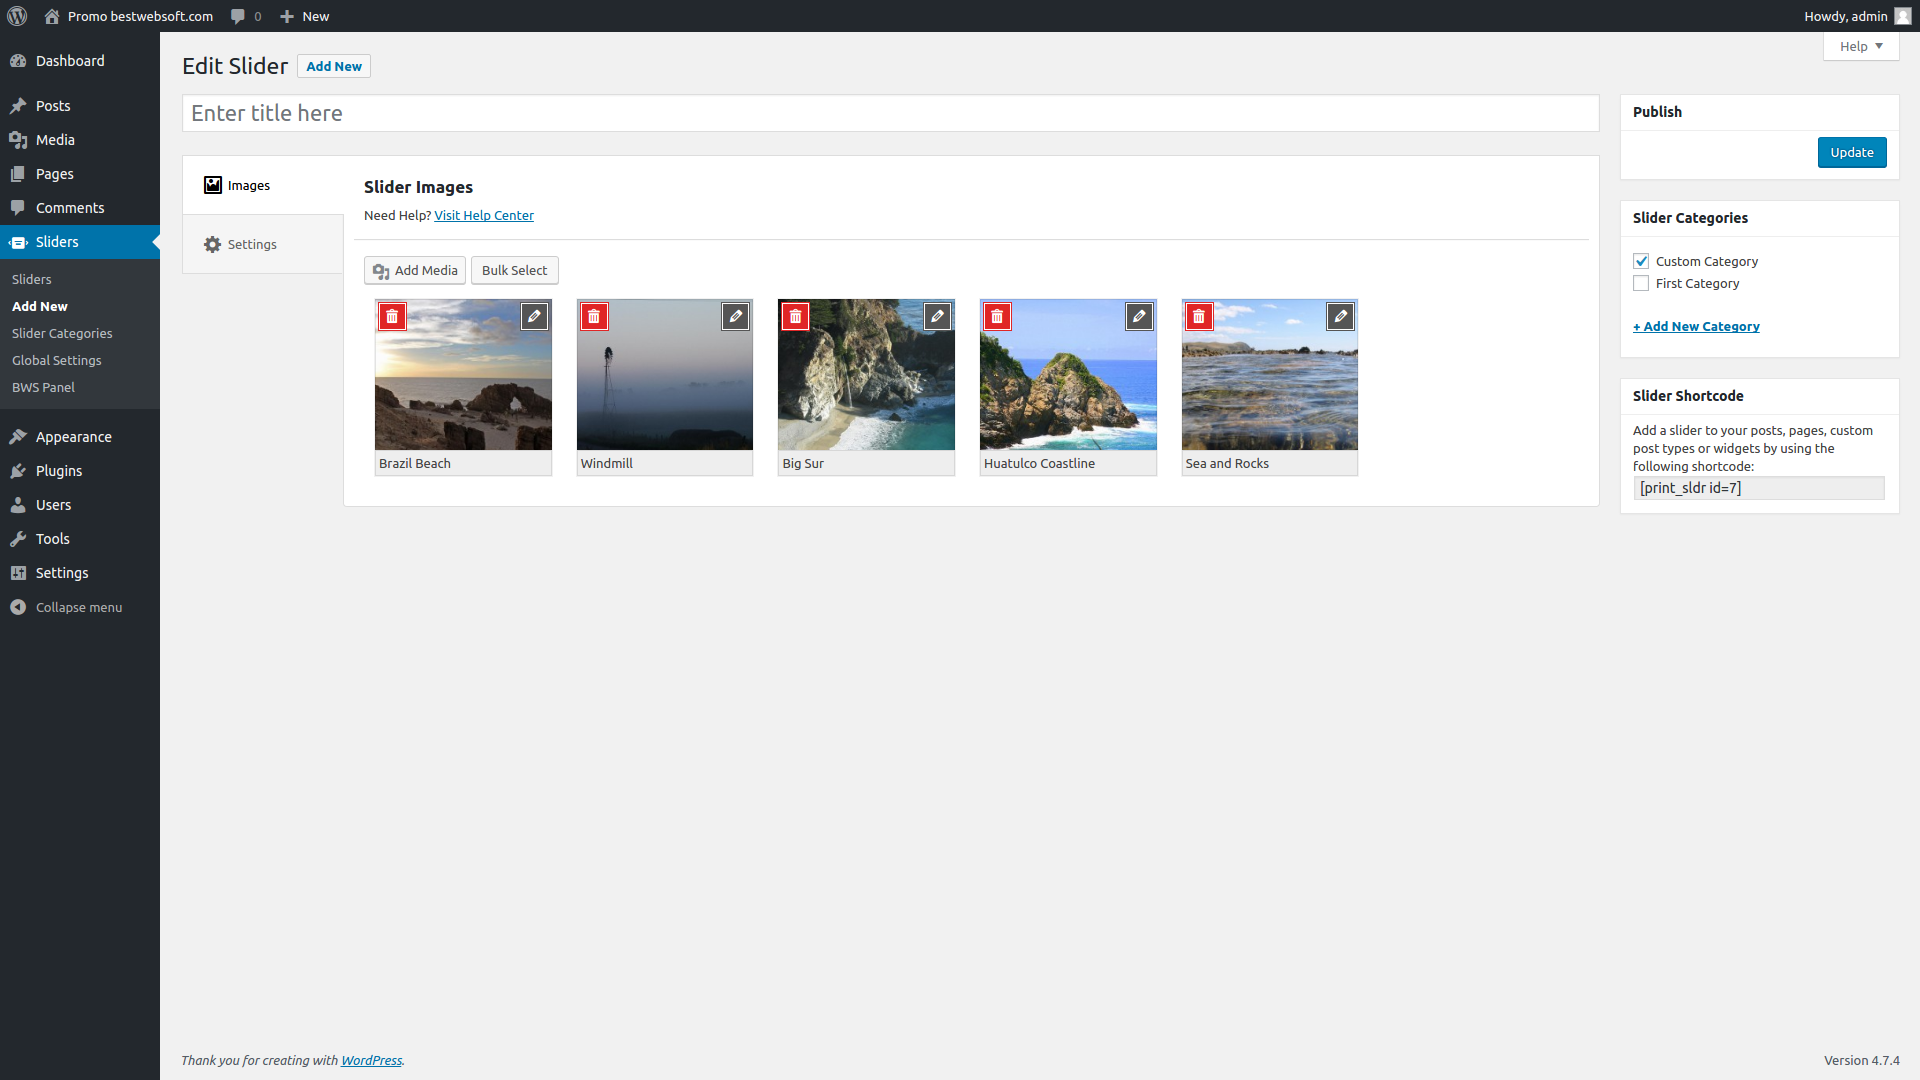 Promo bestwebsoft.com
0
New
Howdy, admin
Help
Dashboard
Posts
Media
Pages
Comments
Sliders
Sliders
Add New
Slider Categories
Global Settings
BWS Panel
Appearance
Plugins
Users
Tools
Settings
Collapse menu
Edit Slider
Add New
Enter title here
Images
Settings
Slider Images
Need Help? Visit Help Center
Add Media
Bulk Select
Brazil Beach
Windmill
Big Sur
Huatulco Coastline
Sea and Rocks
Publish
Update
Slider Categories
Custom Category
First Category
+ Add New Category
Slider Shortcode
Add a slider to your posts, pages, custom
post types or widgets by using the
following shortcode:
[print_sldr id=7]
Thank you for creating with WordPress.
Version 4.7.4